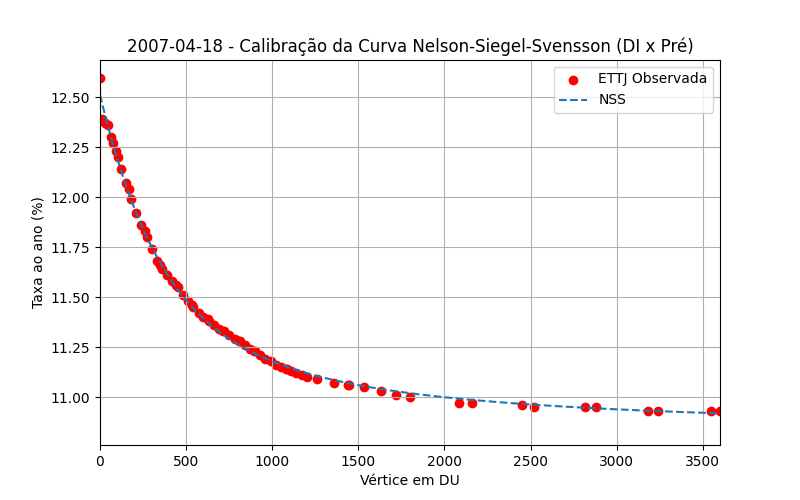 2007-04-18 - Calibração da Curva Nelson-Siegel-Svensson (DI x Pré)
ETTJ Observada
NSS
Taxa ao ano (%)
12.50
12.25
12.00
11.75
11.50
11.25
11.00
0 500 1000 1500 2000 2500 3000 3500
Vértice em DU